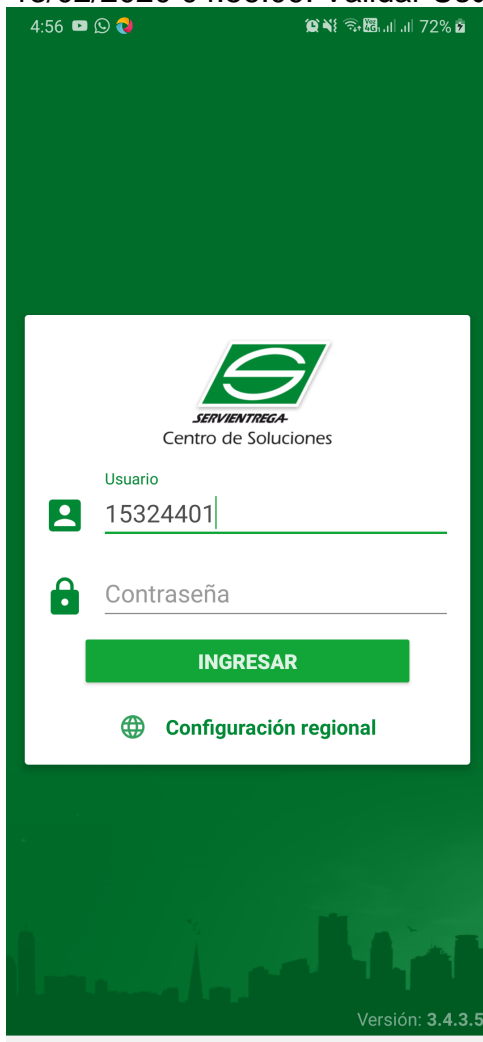 4:56 72%
SERVIENTREGA
Centro de Soluciones
Usuario
15324401
Contraseña
INGRESAR
Configuración regional
Versión: 3.4.3.5